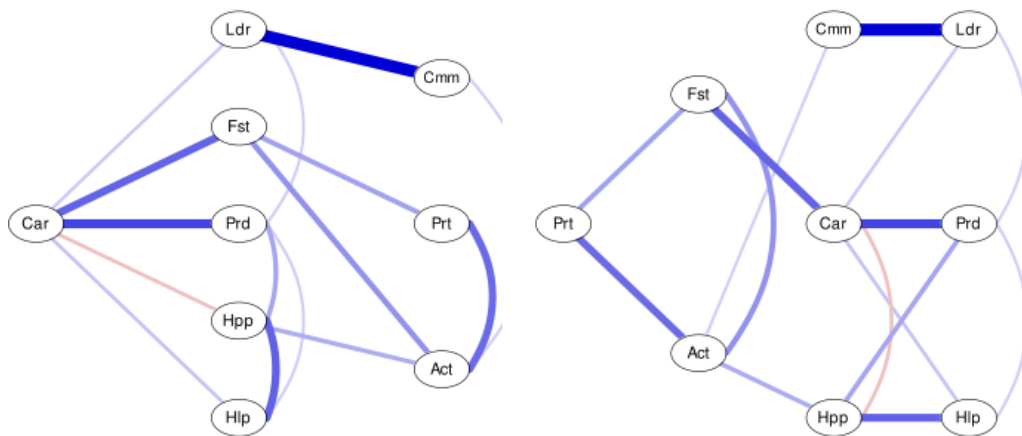 Ldr
Cmm
Fst
Car
Prd
Prt
Hpp
Act
Hlp
Cmm
Ldr
Fst
Prt
Car
Prd
Act
Hpp
Hlp